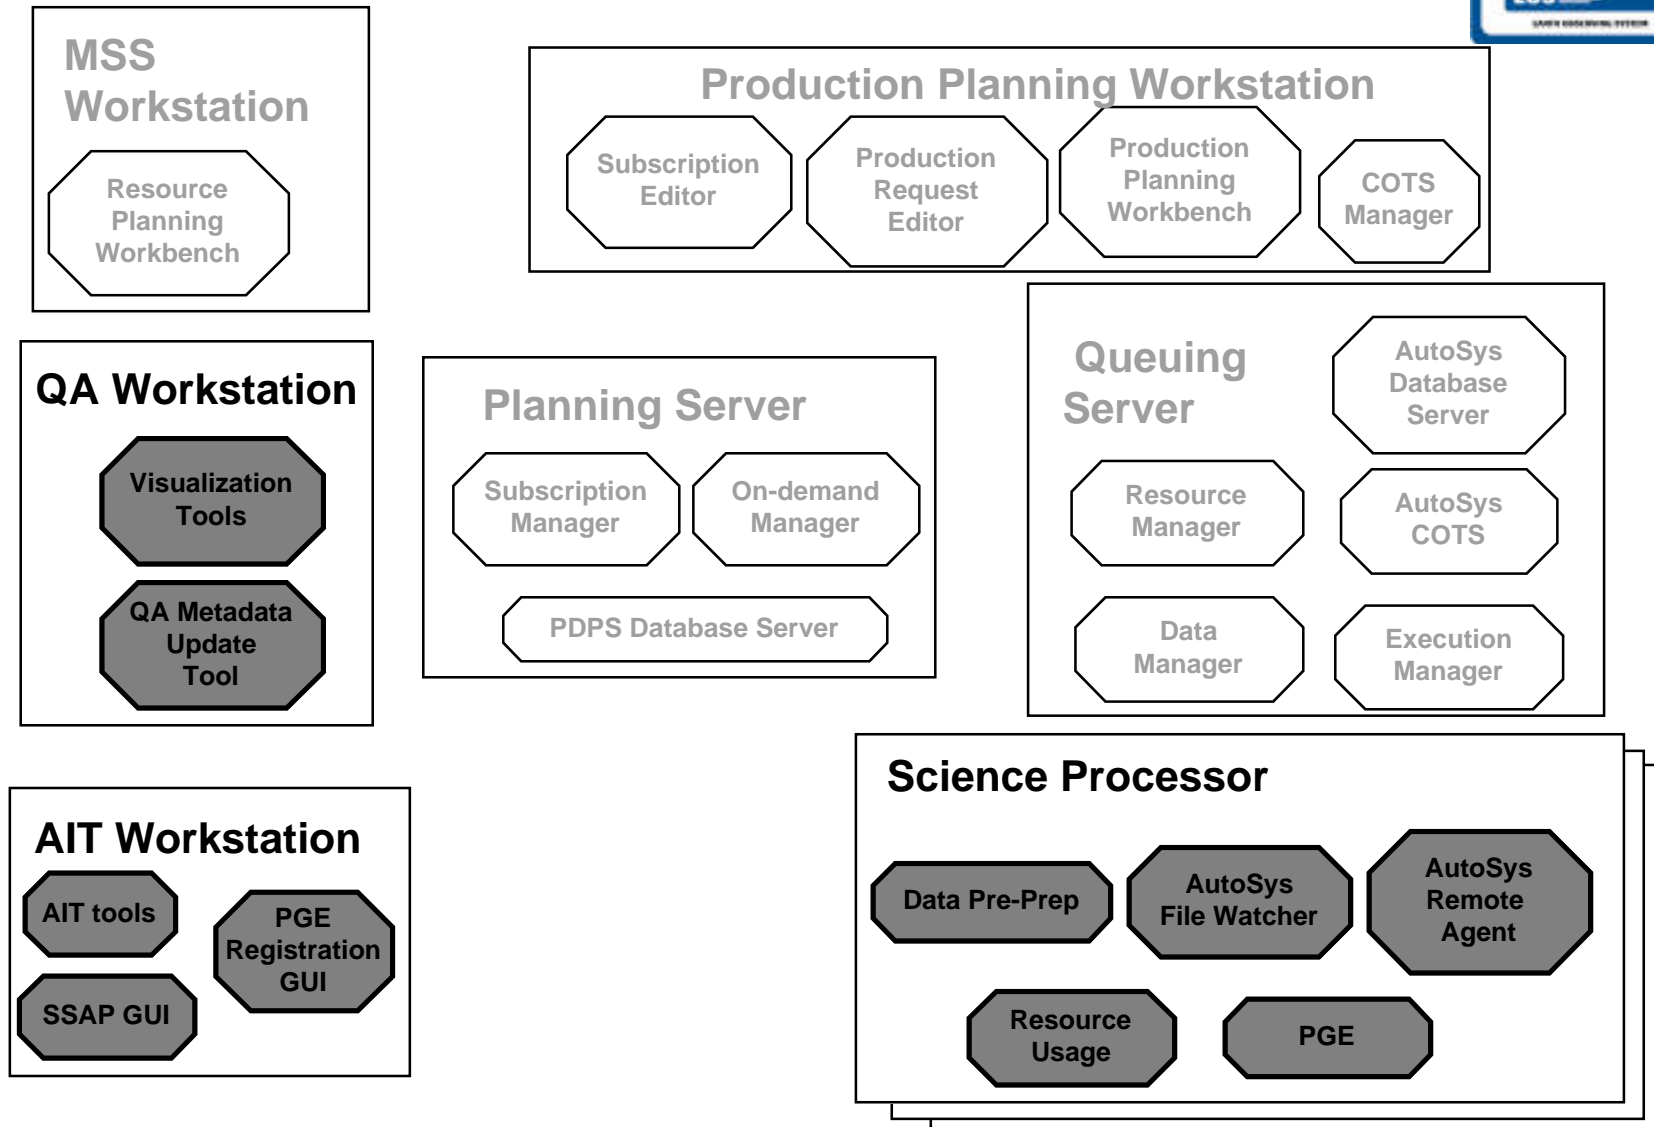 MSS
Workstation
Resource
Planning
Workbench
Production Planning Workstation
Subscription
Editor
Production
Request
Editor
Production
Planning
Workbench
COTS
Manager
QA Workstation
Visualization
Tools
QA Metadata
Update
Tool
Planning Server
Subscription
Manager
On-demand
Manager
PDPS Database Server
Queuing
Server
AutoSys
Database
Server
Resource
Manager
AutoSys
COTS
Data
Manager
Execution
Manager
AIT Workstation
AIT tools
PGE
Registration
GUI
SSAP GUI
Science Processor
Data Pre-Prep
AutoSys
File Watcher
AutoSys
Remote
Agent
Resource
Usage
PGE